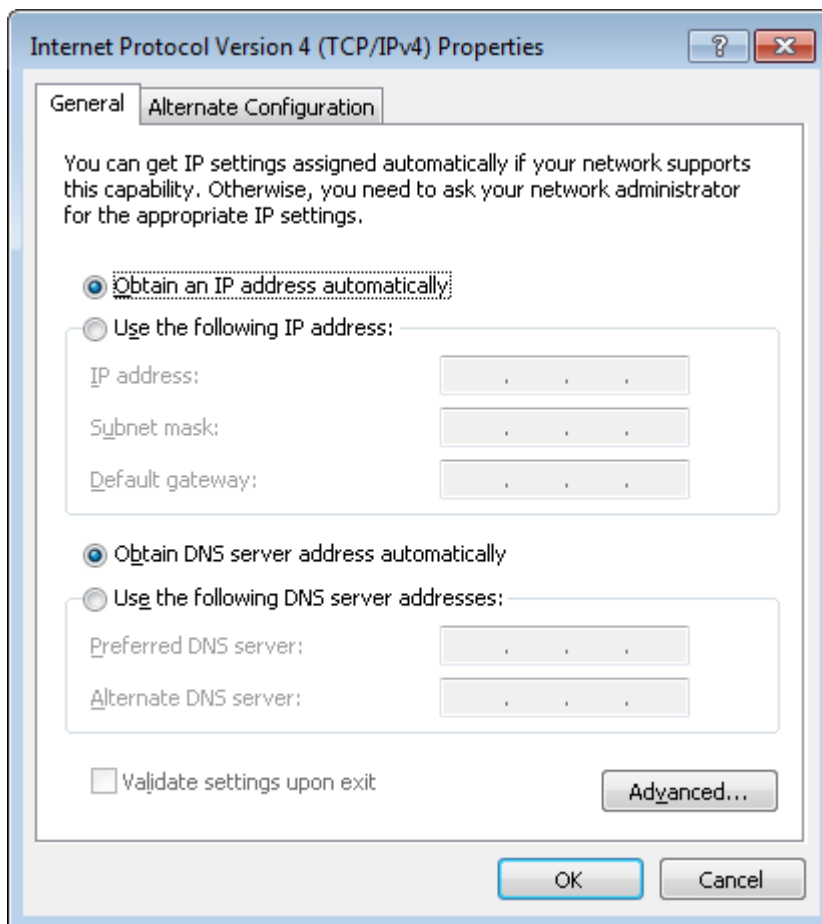 Internet Protocol Version 4 (TCP/IPv4) Properties
General
Alternate Configuration
You can get IP settings assigned automatically if your network supports
this capability. Otherwise, you need to ask your network administrator
for the appropriate IP settings.
Obtain an IP address automatically
Use the following IP address:
IP address:
Subnet mask:
Default gateway:
Obtain DNS server address automatically
Use the following DNS server addresses:
Preferred DNS server:
Alternate DNS server:
Validate settings upon exit
Advanced...
OK
Cancel